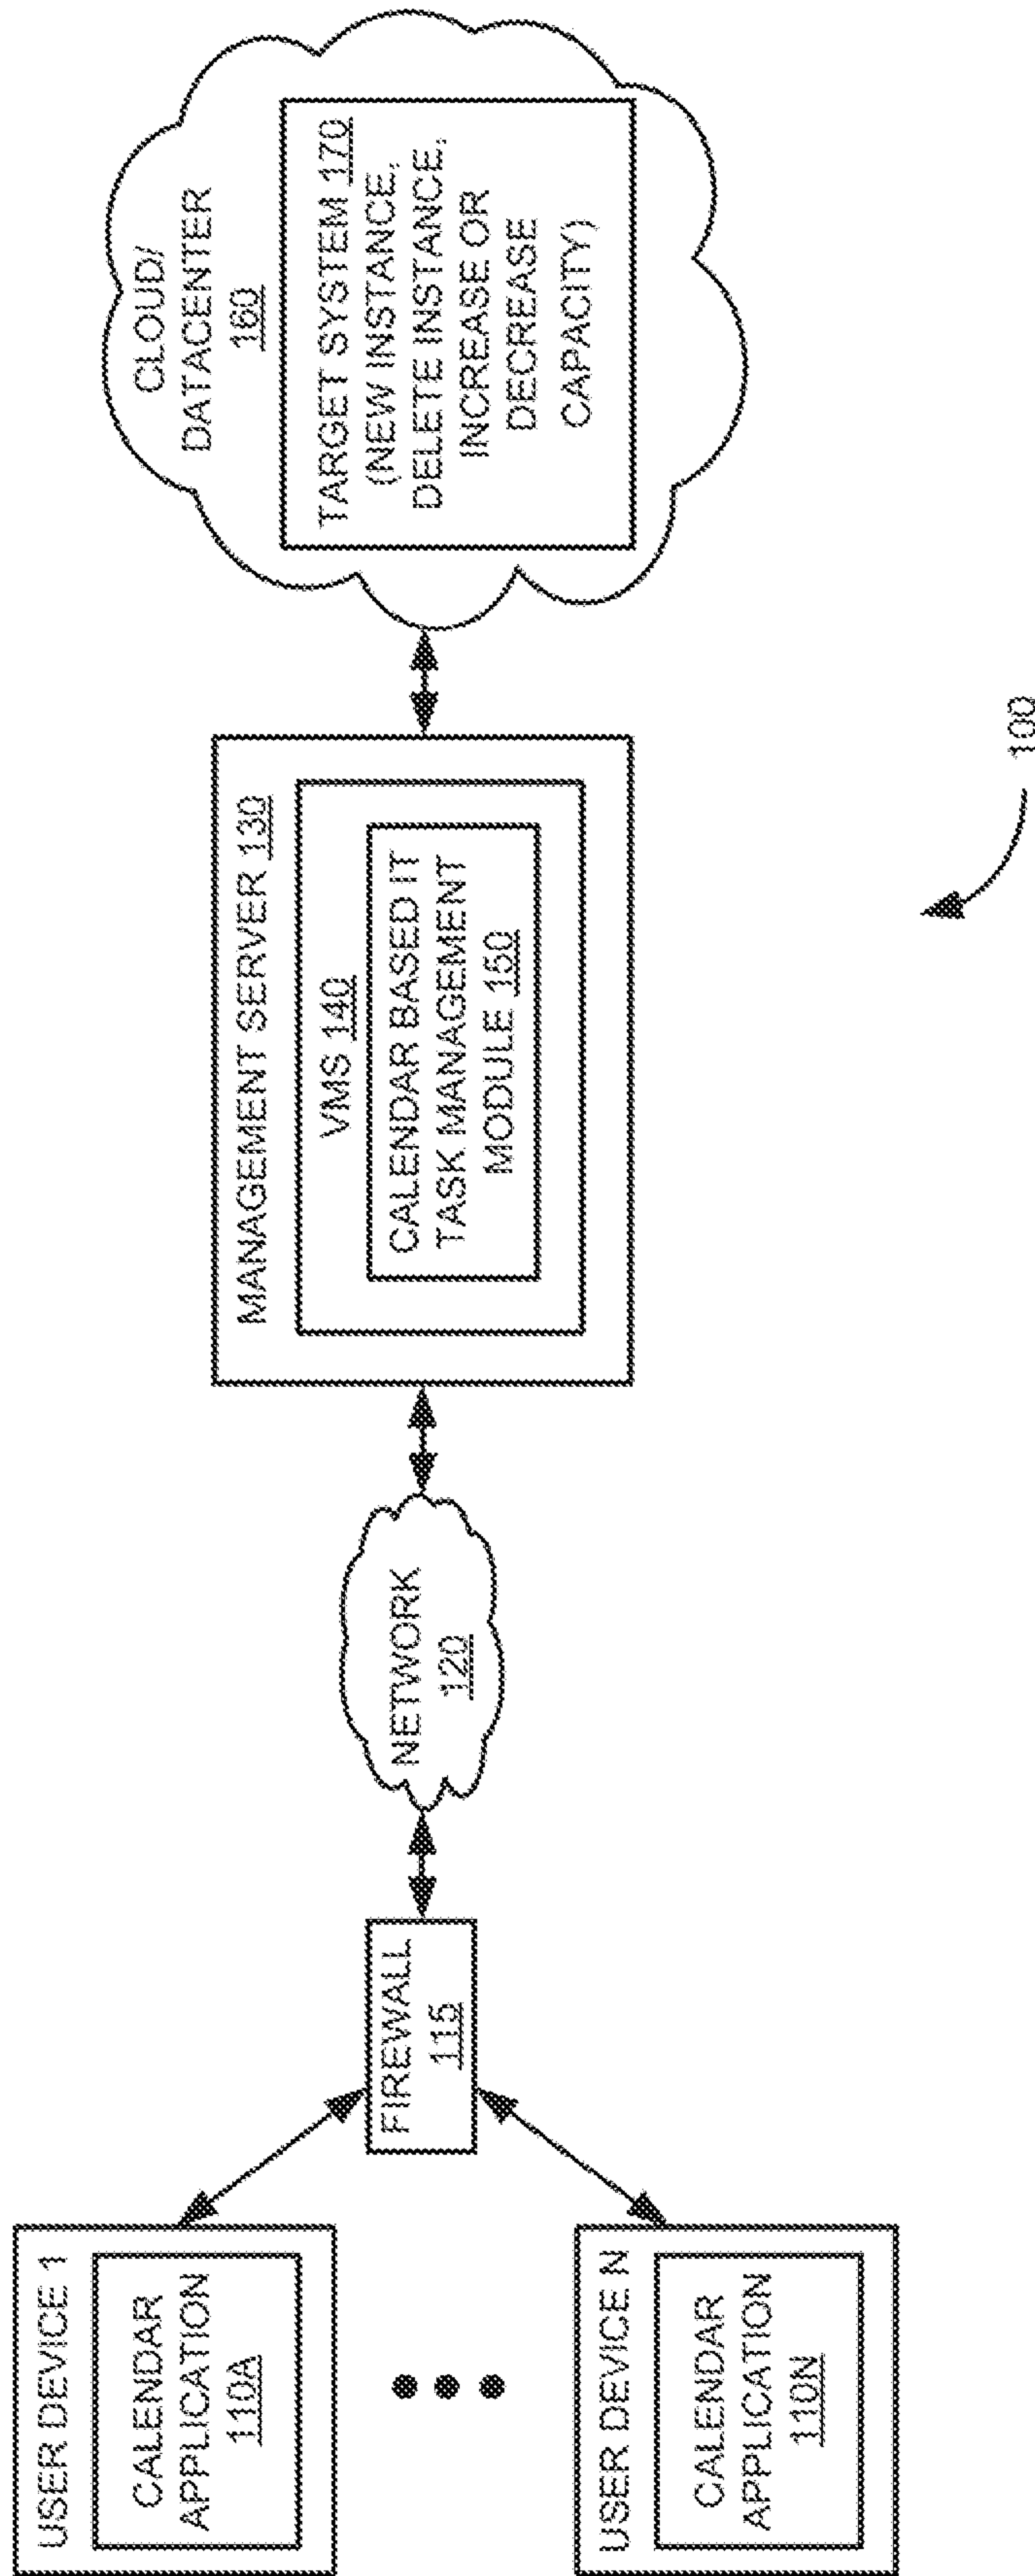 USER DEVICE 1
CALENDAR
APPLICATION
110A
USER DEVICE N
CALENDAR
APPLICATION
110N
FIREWALL
115
NETWORK
120
MANAGEMENT SERVER 130
VMS 140
CALENDAR BASED IT
TASK MANAGEMENT
MODULE 150
CLOUD/
DATACENTER
160
TARGET SYSTEM 170
(NEW INSTANCE,
DELETE INSTANCE,
INCREASE OR
DECREASE
CAPACITY)
100